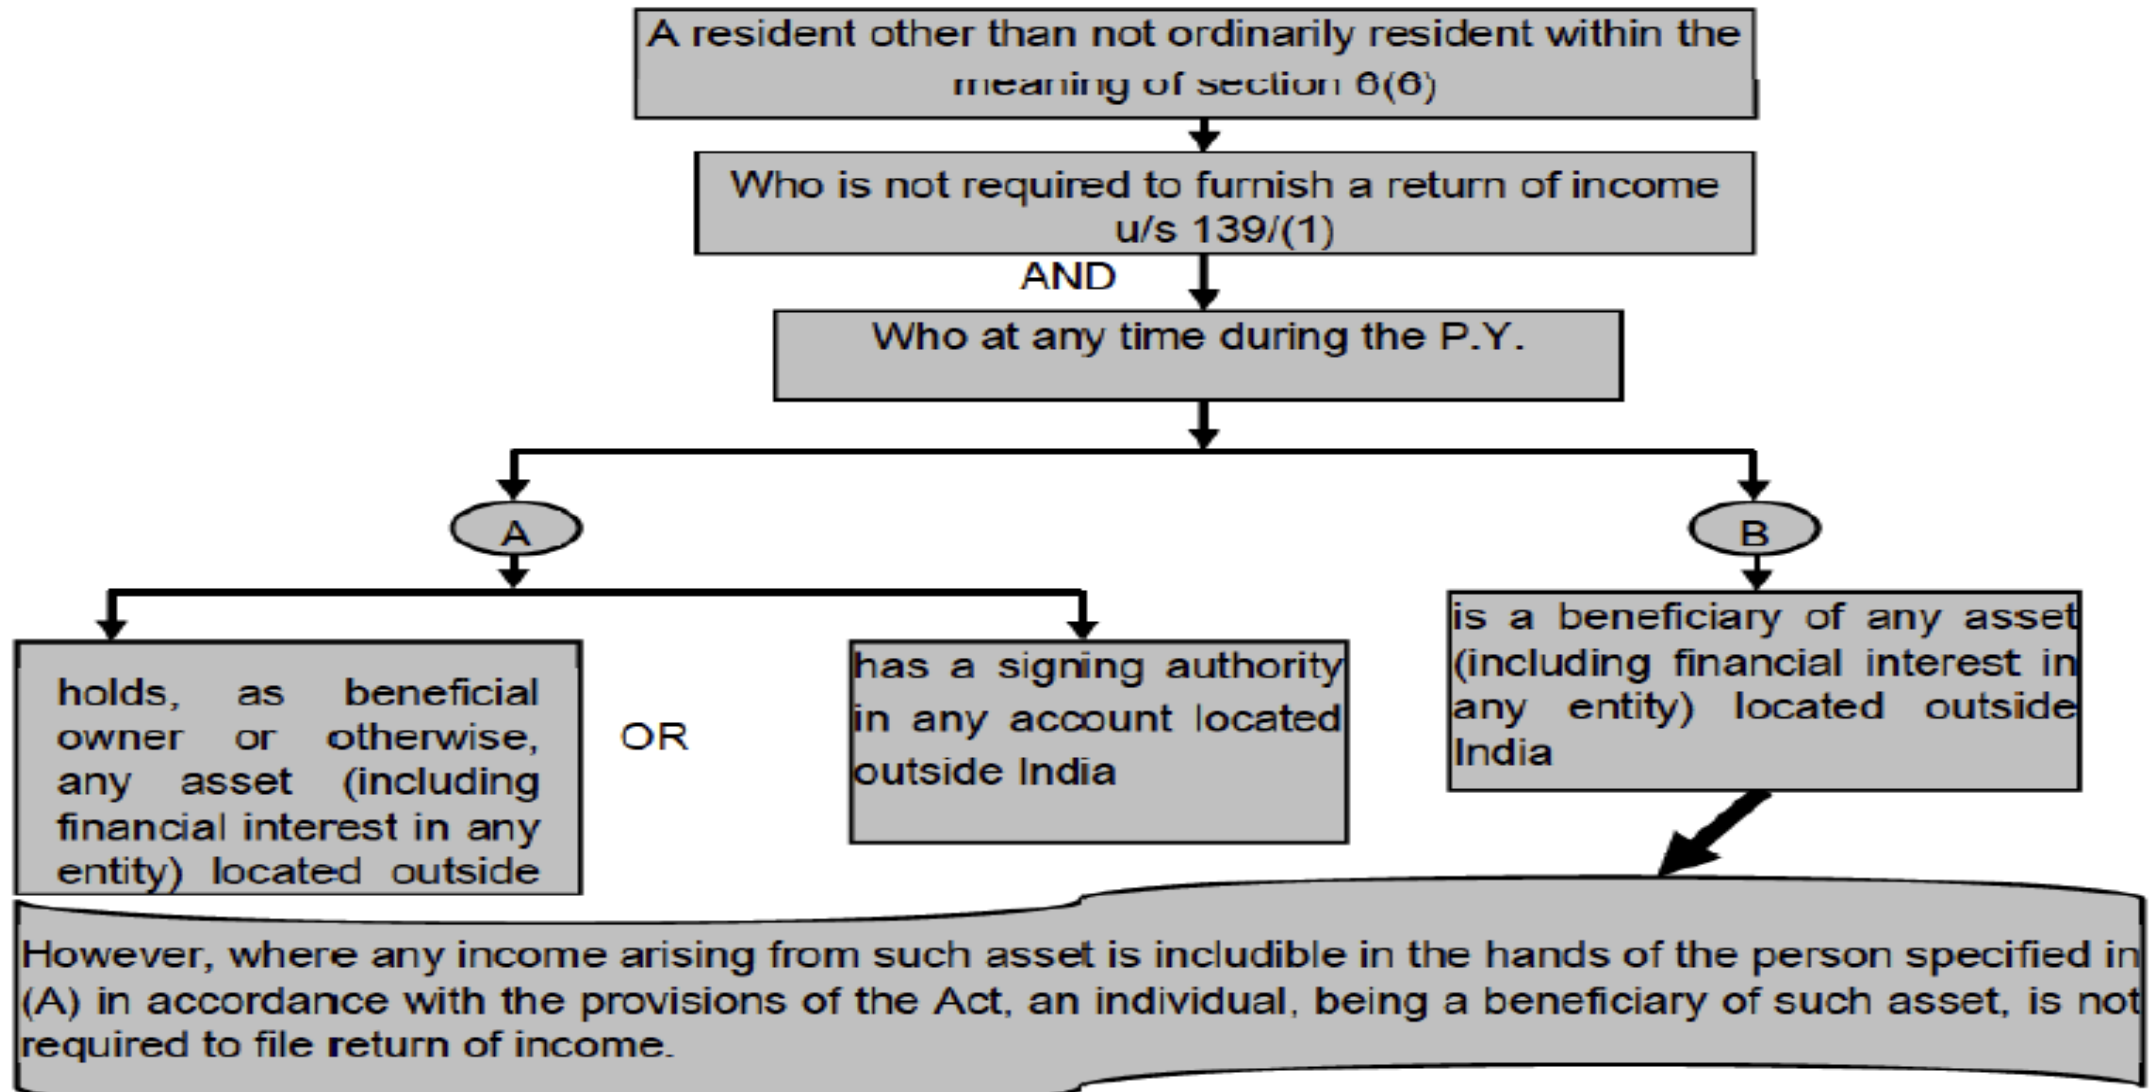 A resident other than not ordinarily resident within the
meaning of section 6(6)
Who is not required to furnish a return of income
u/s 139/(1)
AND
Who at any time during the P.Y.
A
B
holds, as beneficial
owner or otherwise,
any asset (including
financial interest in any
entity) located outside
OR
has a signing authority
in any account located
outside India
is a beneficiary of any asset
(including financial interest in
any entity) located outside
India
However, where any income arising from such asset is includible in the hands of the person specified in
(A) in accordance with the provisions of the Act, an individual, being a beneficiary of such asset, is not
required to file return of income.